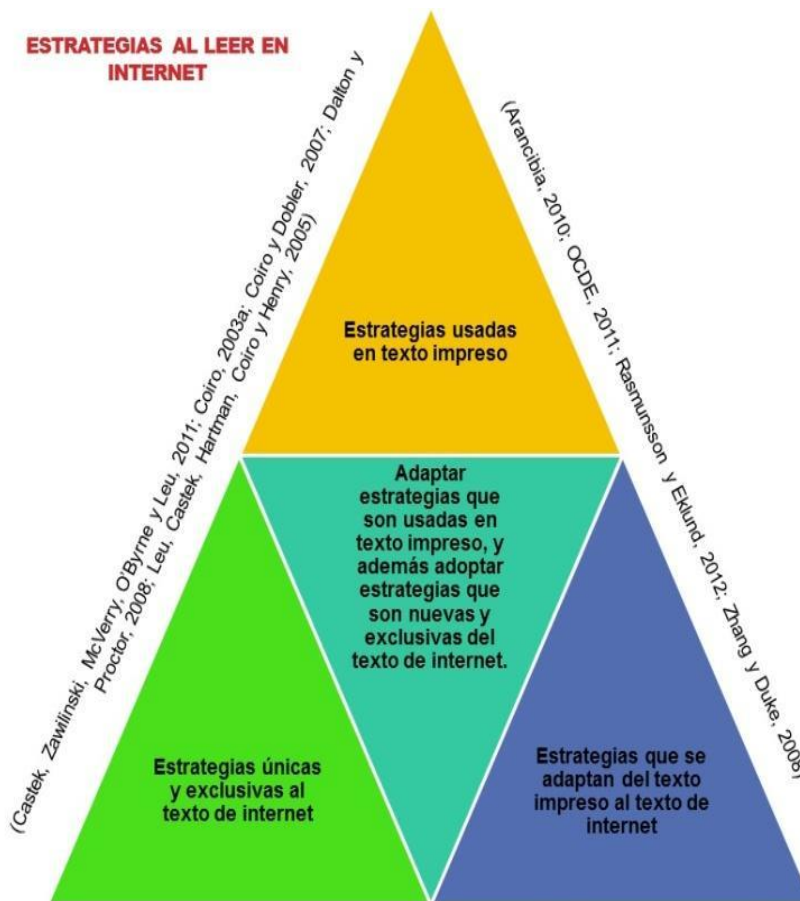 ESTRATEGIAS AL LEER EN
INTERNET
(Castek, Zawilinski, McVerry, O'Byrne y Leu, 2011; Coiro, 2003a; Coiro y Dobler, 2007; Dalton y
Proctor, 2008; Leu, Castek, Hartman, Coiro y Henry, 2005)
(Arancibia, 2010; OCDE, 2011; Rasmunsson y Eklund, 2012; Zhang y Duke, 2008)
Estrategias usadas
en texto impreso
Adaptar
estrategias que
son usadas en
texto impreso, y
además adoptar
estrategias que
son nuevas y
exclusivas del
texto de internet.
Estrategias únicas
y exclusivas al
texto de internet
Estrategias que se
adaptan del texto
impreso al texto de
internet